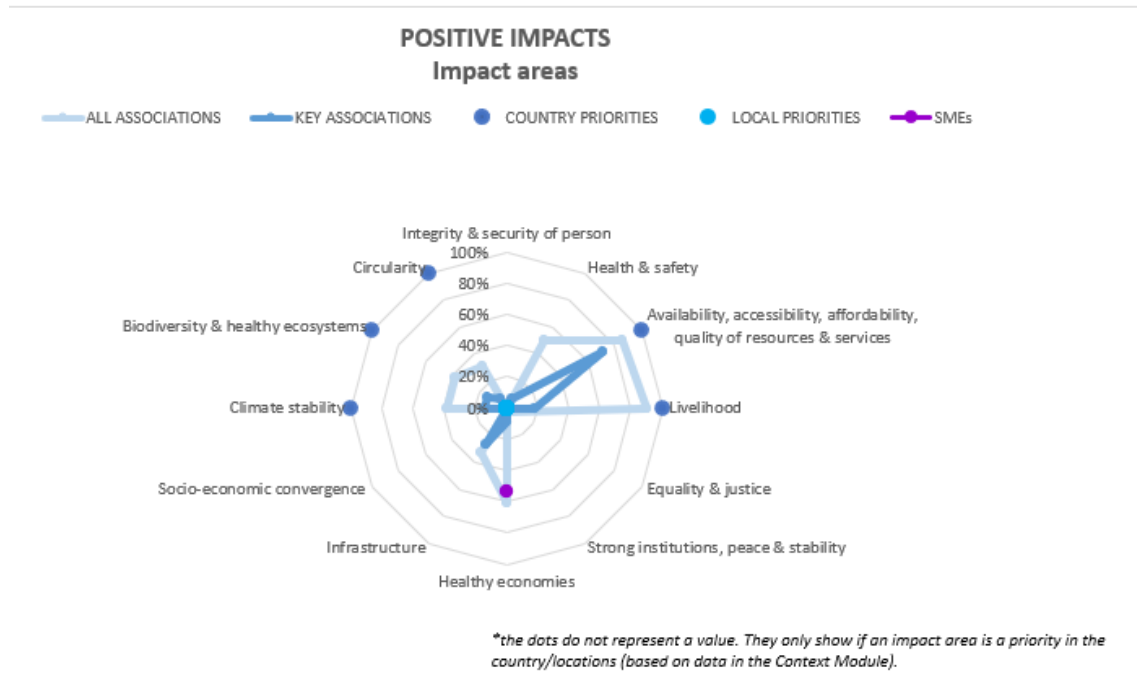 POSITIVE IMPACTS
Impact areas
ALL ASSOCIATIONS
KEY ASSOCIATIONS
COUNTRY PRIORITIES
LOCAL PRIORITIES
SMEs
Integrity & security of person
100%
80%
60%
40%
20%
0%
Health & safety
Availability, accessibility, affordability,
quality of resources & services
Livelihood
Equality & justice
Strong institutions, peace & stability
Healthy economies
Infrastructure
Socio-economic convergence
Climate stability
Biodiversity & healthy ecosystems
Circularity
*the dots do not represent a value. They only show if an impact area is a priority in the
country/locations (based on data in the Context Module).